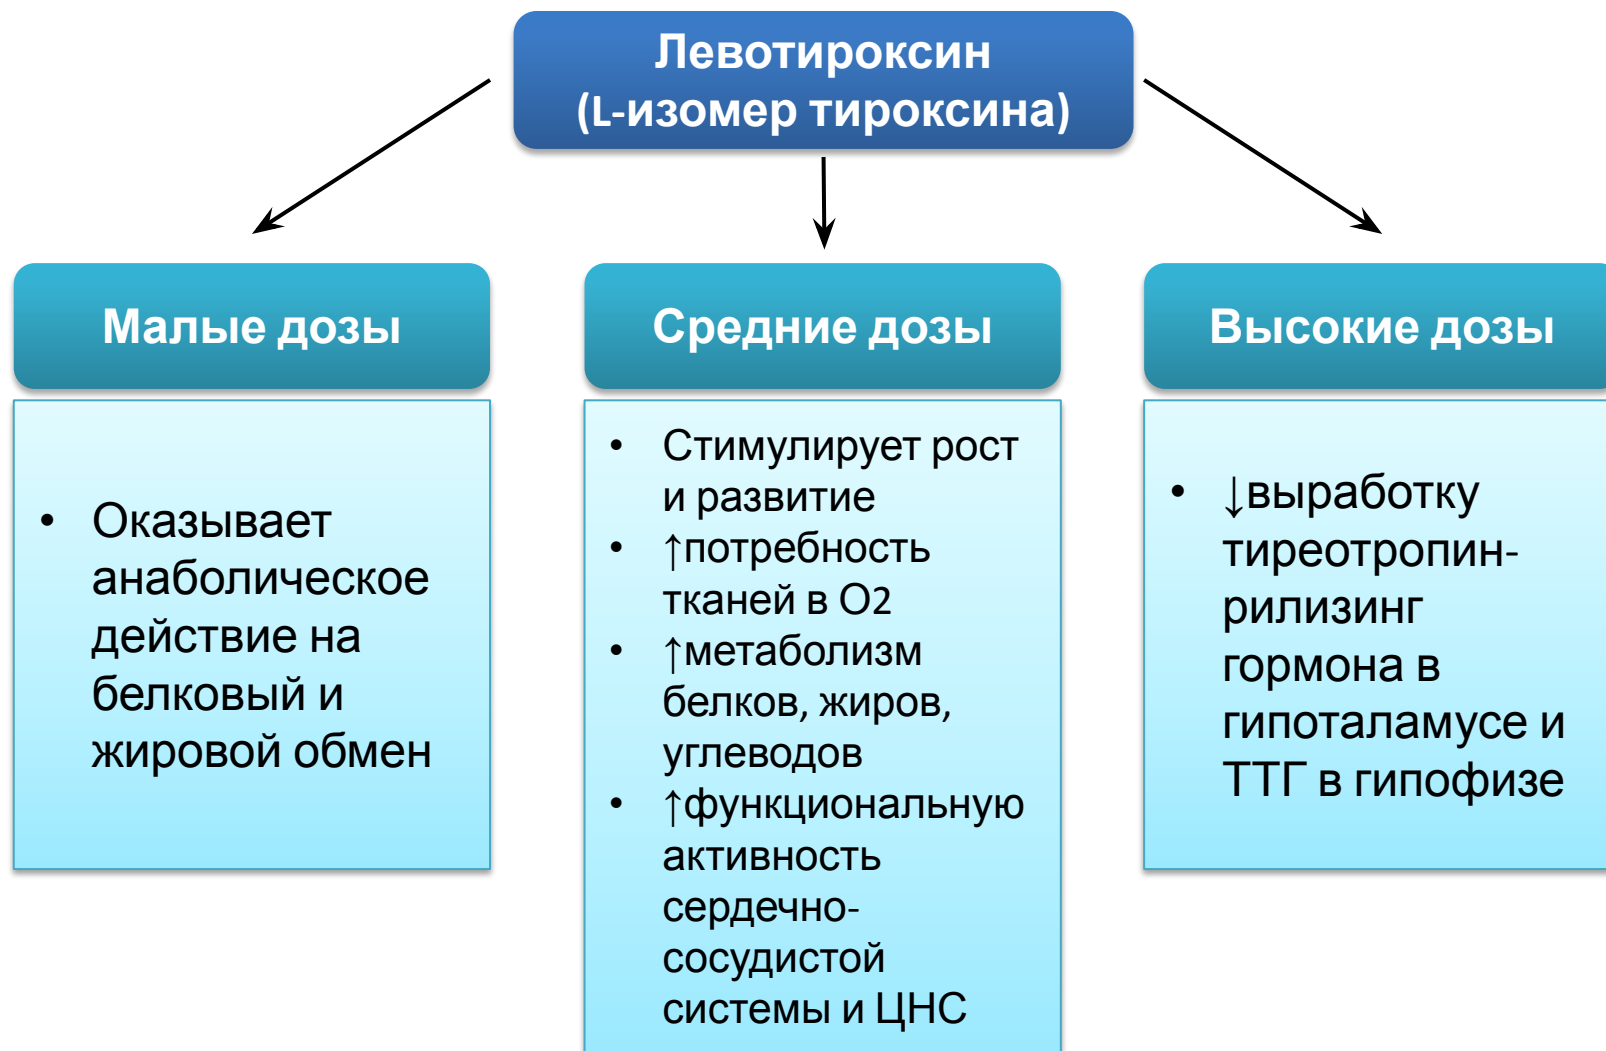 Левотироксин
(L-изомер тироксина)
Малые дозы
• Оказывает
анаболическое
действие на
белковый и
жировой обмен
Средние дозы
• Стимулирует рост
и развитие
• ↑потребность
тканей в О2
• ↑метаболизм
белков, жиров,
углеводов
• ↑функциональную
активность
сердечно-
сосудистой
системы и ЦНС
Высокие дозы
• ↓выработку
тиреотропин-
рилизинг
гормона в
гипоталамусе и
ТТГ в гипофизе